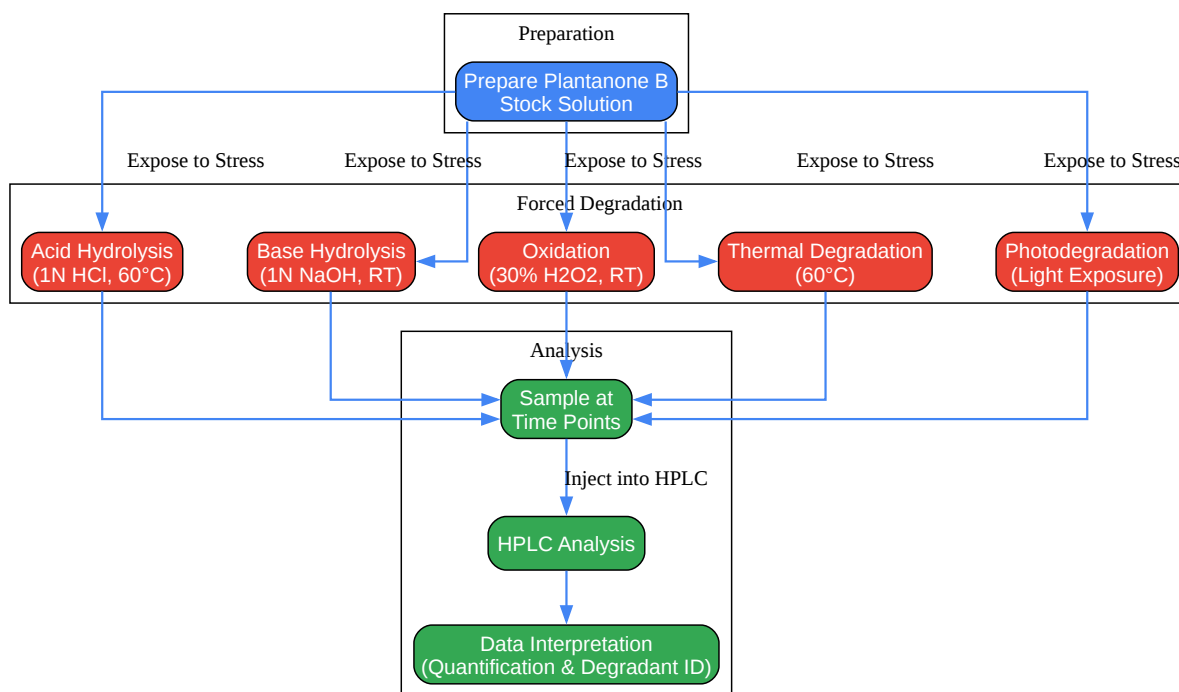 Preparation
Prepare Plantanone B
Stock Solution
Expose to Stress
Expose to Stress
Expose to Stress
Expose to Stress
Expose to Stress
Forced Degradation
Acid Hydrolysis
(1N HCl, 60°C)
Base Hydrolysis
(1N NaOH, RT)
Oxidation
(30% H2O2, RT)
Thermal Degradation
(60°C)
Photodegradation
(Light Exposure)
Analysis
Sample at
Time Points
Inject into HPLC
HPLC Analysis
Data Interpretation
(Quantification & Degradant ID)